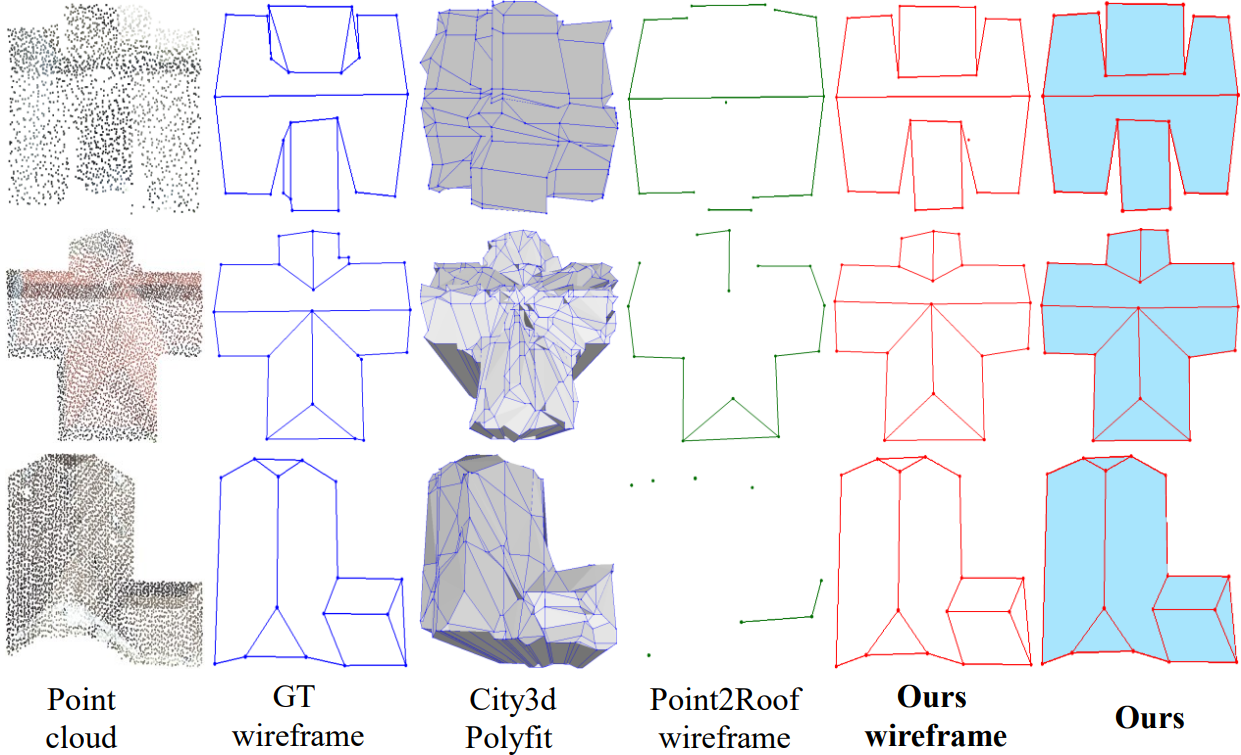 Point
cloud
GT
wireframe
City3d
Polyfit
Point2Roof
wireframe
Ours
wireframe
Ours